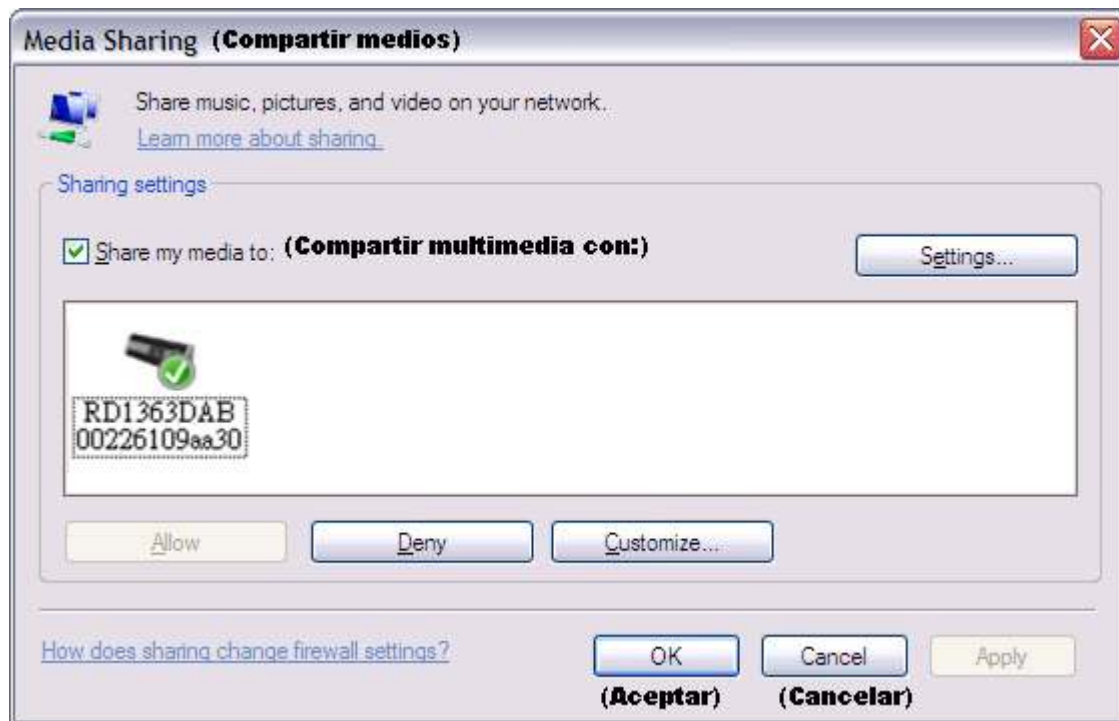 Media Sharing (Compartir medios)
Share music, pictures, and video on your network.
Learn more about sharing.
Sharing settings
Share my media to: (Compartir multimedia con:)
Settings...
RD1363DAB
00226109aa30
Allow Deny Customize...
How does sharing change firewall settings? OK Cancel Apply
(Aceptar) (Cancelar)